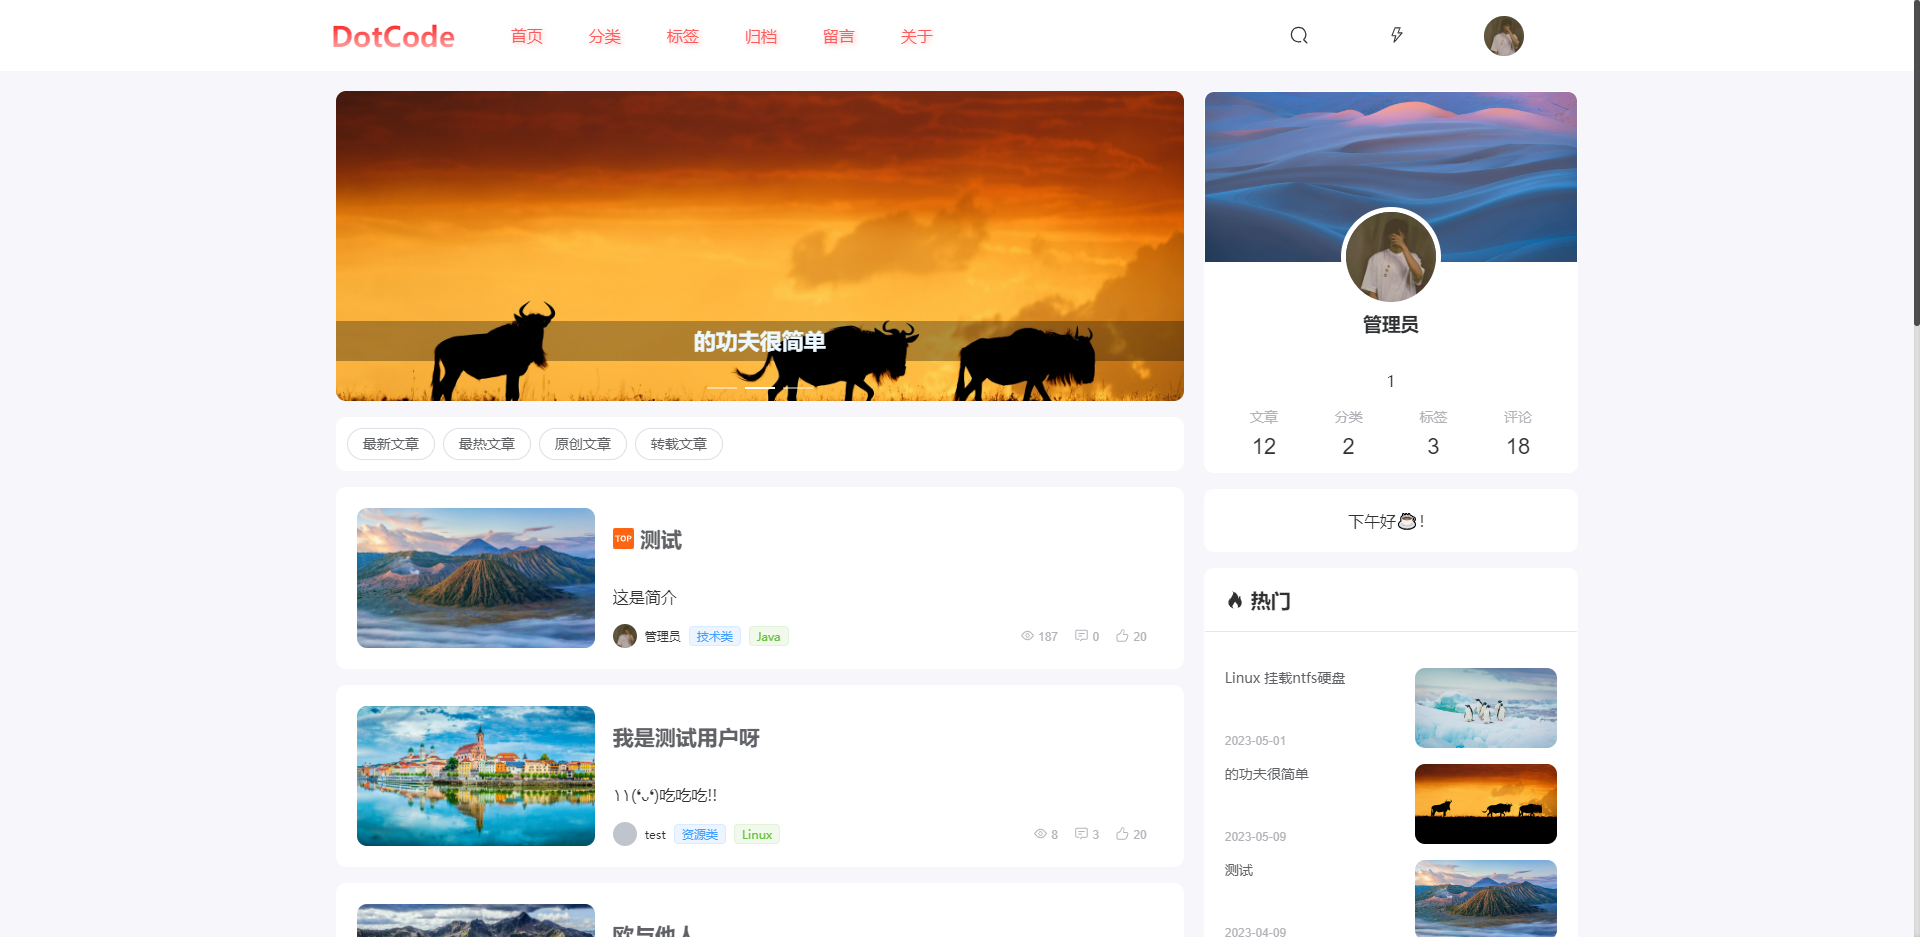 DotCode
首页 分类 标签 归档 留言 关于
的功夫很简单
最新文章 最热文章 原创文章 转载文章
TOP 测试
这是简介
管理员 技术类 Java 187 0 20
我是测试用户呀
test 资源类 Linux 8 3 20
欧与他人
管理员
1
文章 分类 标签 评论
12 2 3 18
下午好☕!
热门
Linux 挂载ntfs硬盘
2023-05-01
的功夫很简单
2023-05-09
测试
2023-04-09